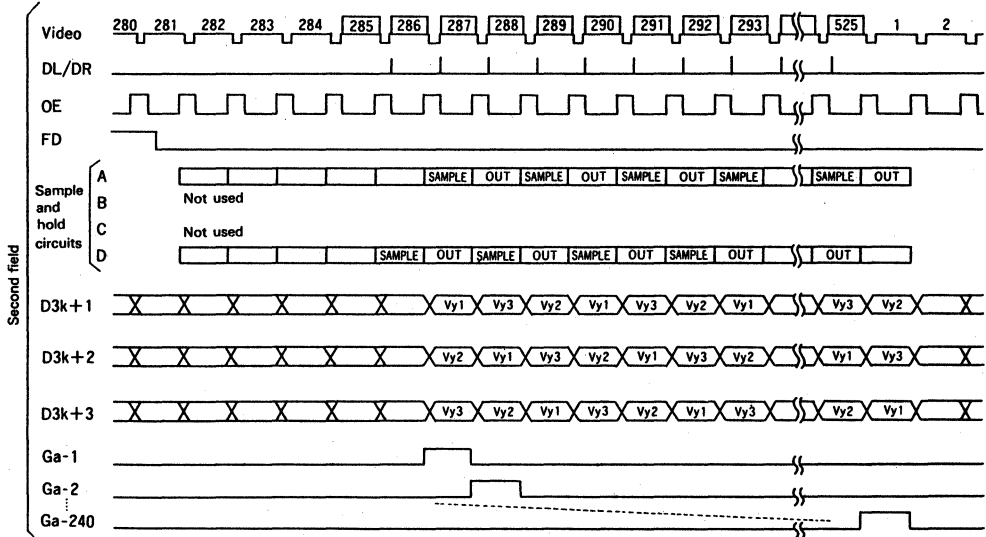 Second field
Video 280 281 282 283 284 285 286 287 288 289 290 291 292 293 525 1 2
DL/DR
OE
FD
Sample and hold circuits
A SAMPLE OUT SAMPLE OUT SAMPLE OUT SAMPLE SAMPLE OUT
B Not used
C Not used
D SAMPLE OUT SAMPLE OUT SAMPLE OUT SAMPLE OUT OUT
D3k+1 Vy1 Vy3 Vy2 Vy1 Vy3 Vy2 Vy1 Vy3 Vy2
D3k+2 Vy2 Vy1 Vy3 Vy2 Vy1 Vy3 Vy2 Vy1 Vy3
D3k+3 Vy3 Vy2 Vy1 Vy3 Vy2 Vy1 Vy3 Vy2 Vy1
Ga-1
Ga-2
Ga-240